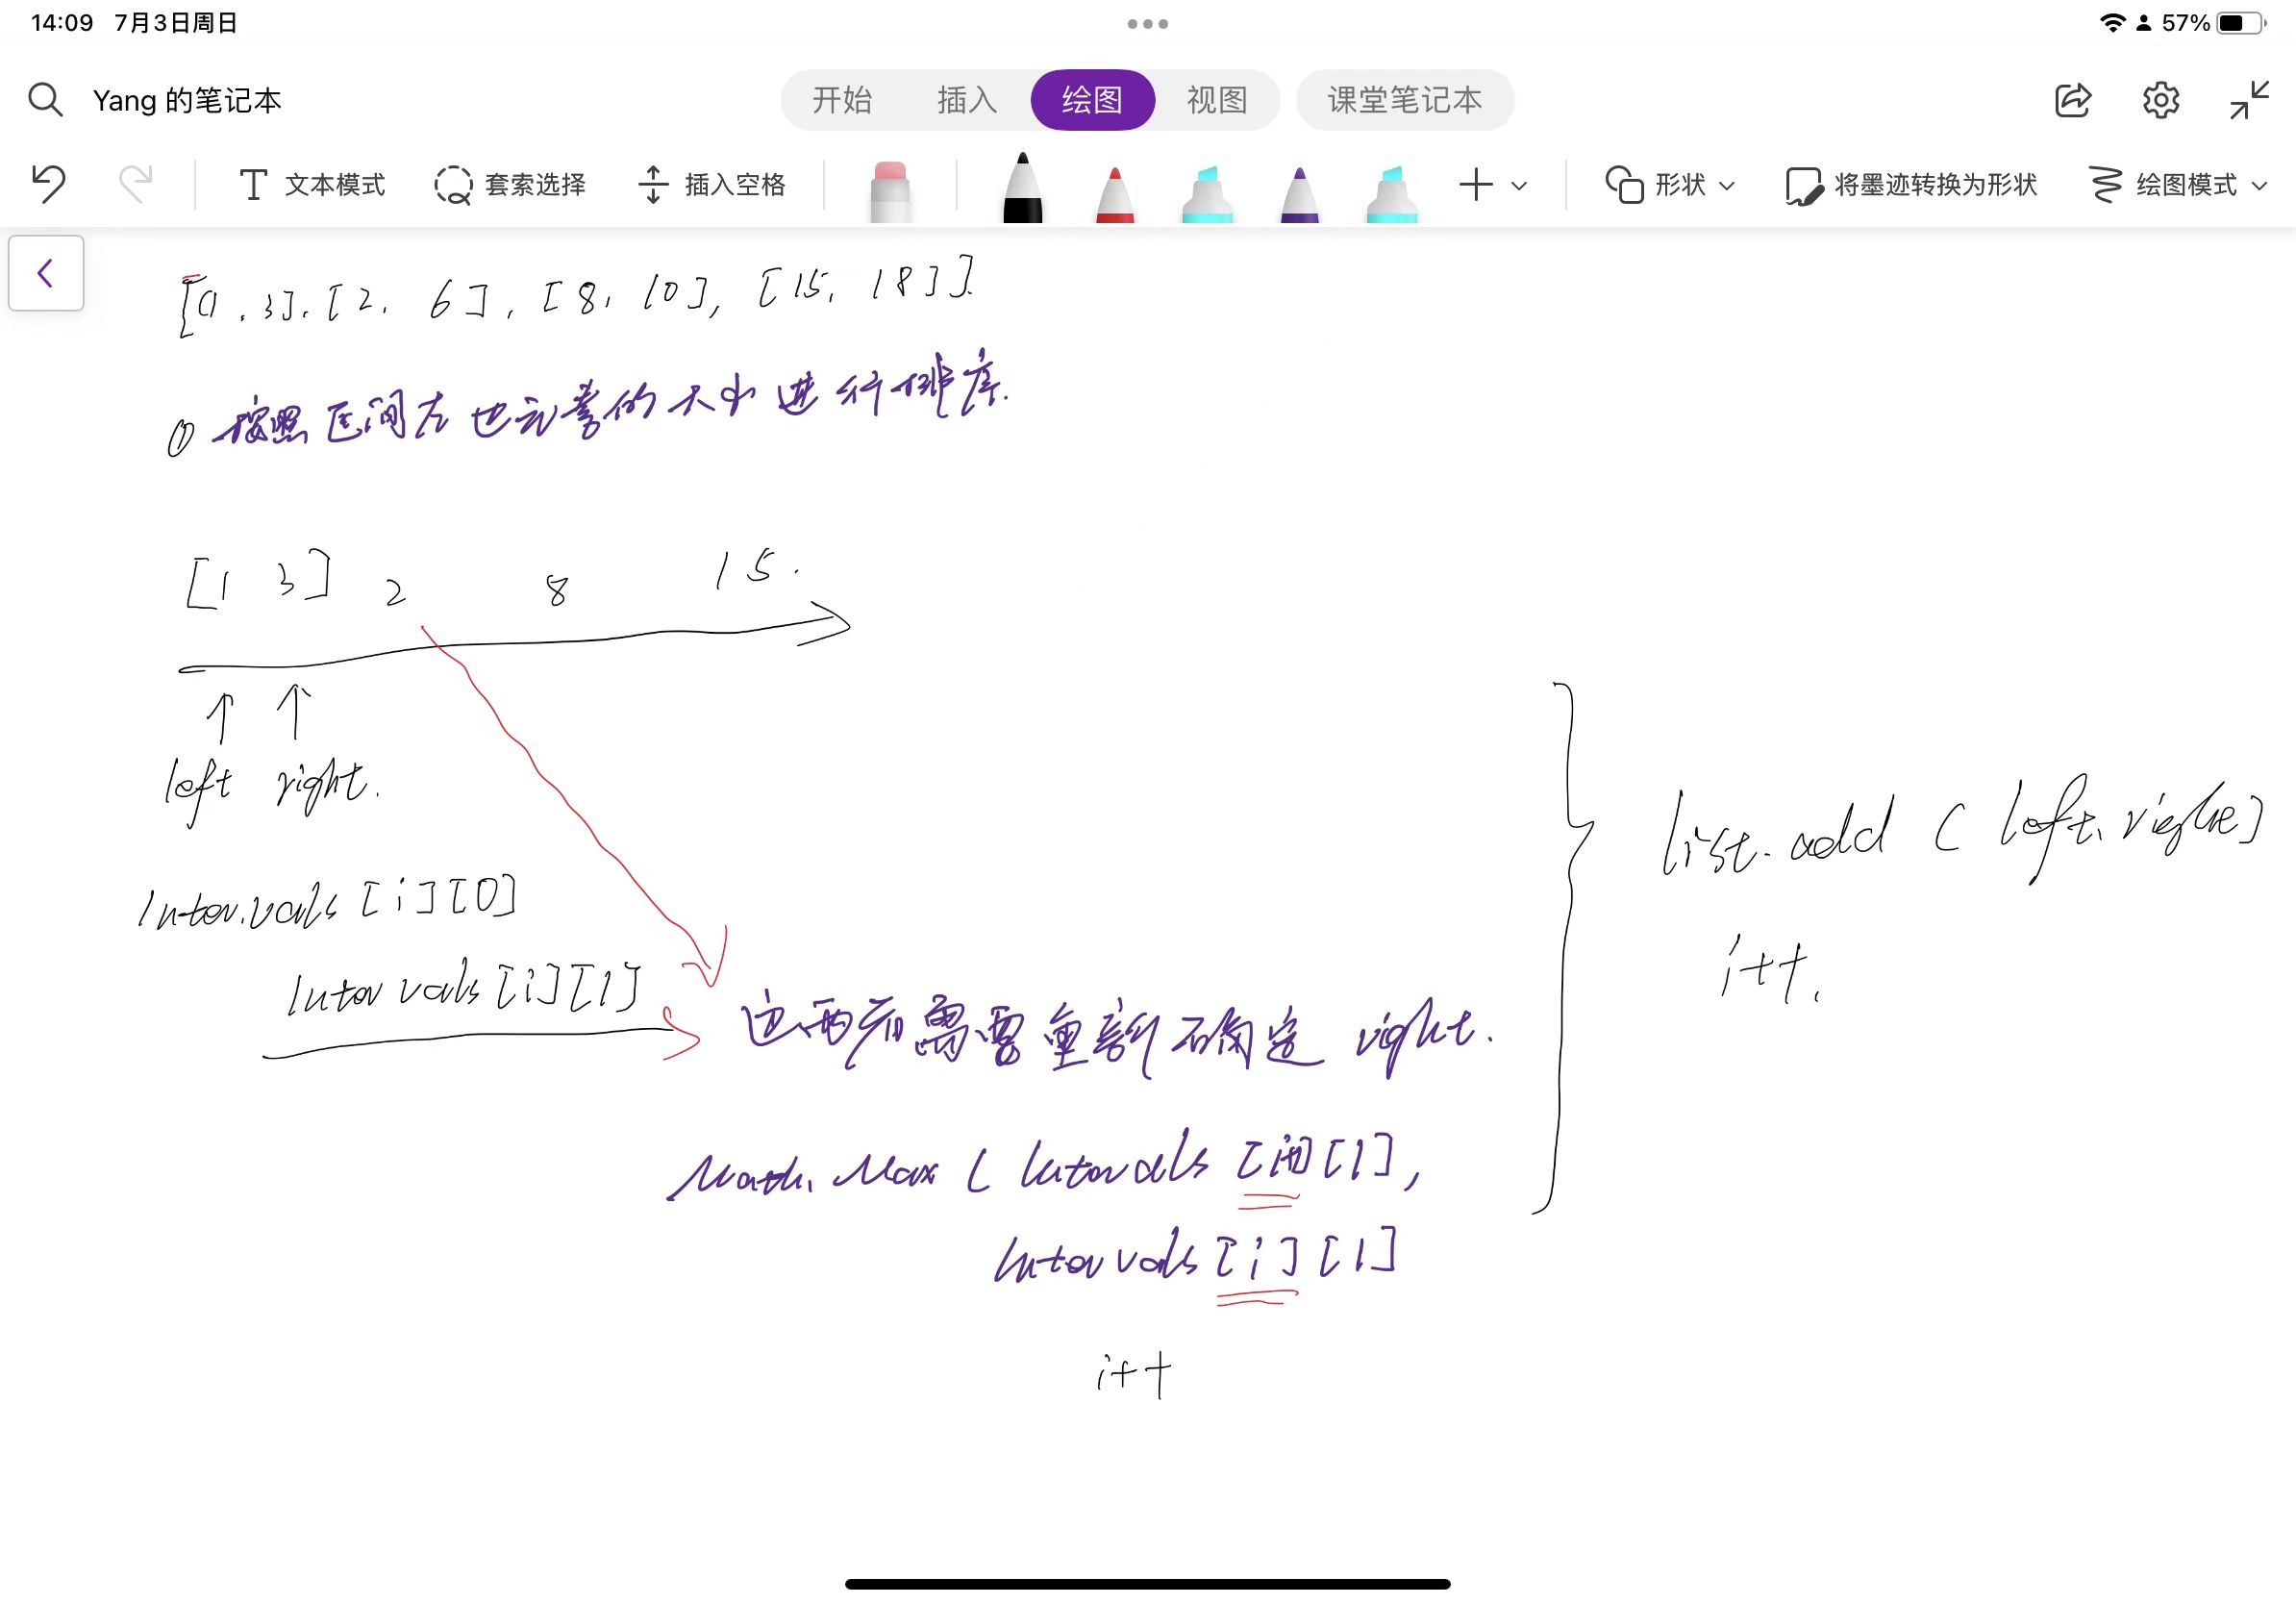 14:09 7月3日周日
57%
Yang 的笔记本
开始 插入 绘图 视图 课堂笔记本
文本模式 套索选择 插入空格 形状 将墨迹转换为形状 绘图模式
[[1,3],[2,6],[8,10],[15,18]].
① 按照区间左边元素的大小进行排序.
[1 3] 2 8 15.
left right.
Intervals[i][0]
Intervals[i][1]
这两者需要重新确定 right.
Math.Max(Intervals[i+1][1],
Intervals[i][1]
i++
list.add(left,right)
i++.